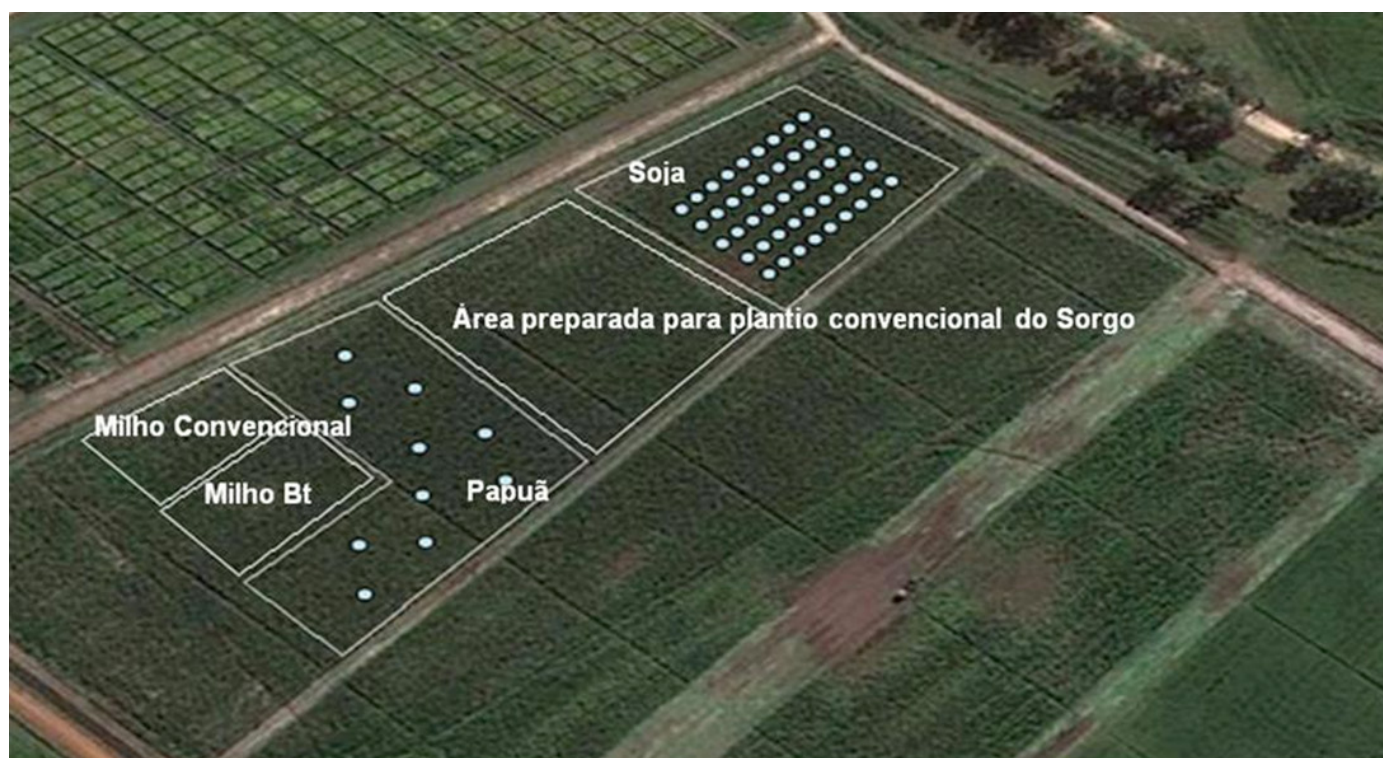 Soja
Área preparada para plantio convencional do Sorgo
Milho Convencional
Milho Bt
Papuã